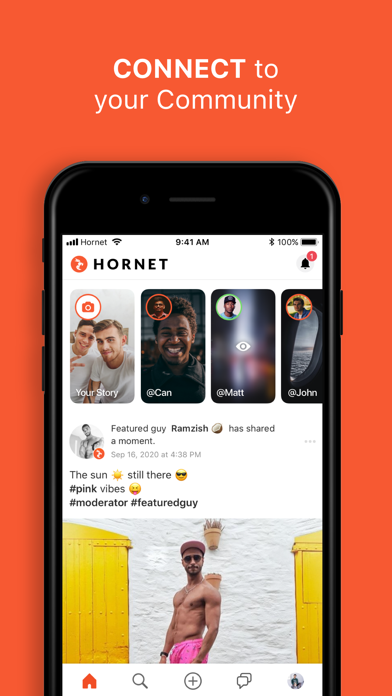 CONNECT to
your Community
Hornet 9:41 AM 100%
HORNET 1
Your Story @Can @Matt @John
Featured guy Ramzish 🥥 has shared
a moment.
Sep 16, 2020 at 4:38 PM
The sun ☀️ still there 😎
#pink vibes 😛
#moderator #featuredguy